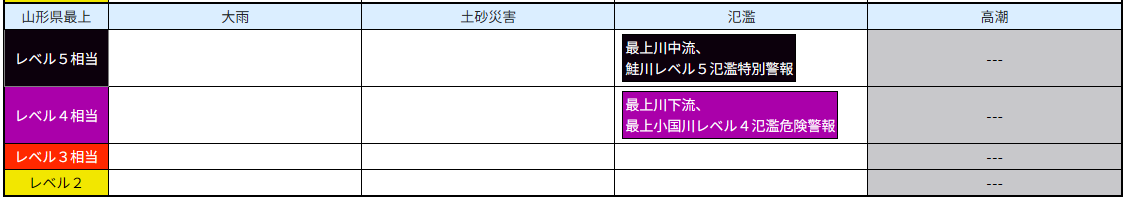 山形県最上 大雨 土砂災害 氾濫 高潮
レベル５相当 最上川中流、
鮭川レベル５氾濫特別警報 ---
レベル４相当 最上川下流、
最上小国川レベル４氾濫危険警報 ---
レベル３相当 ---
レベル２ ---